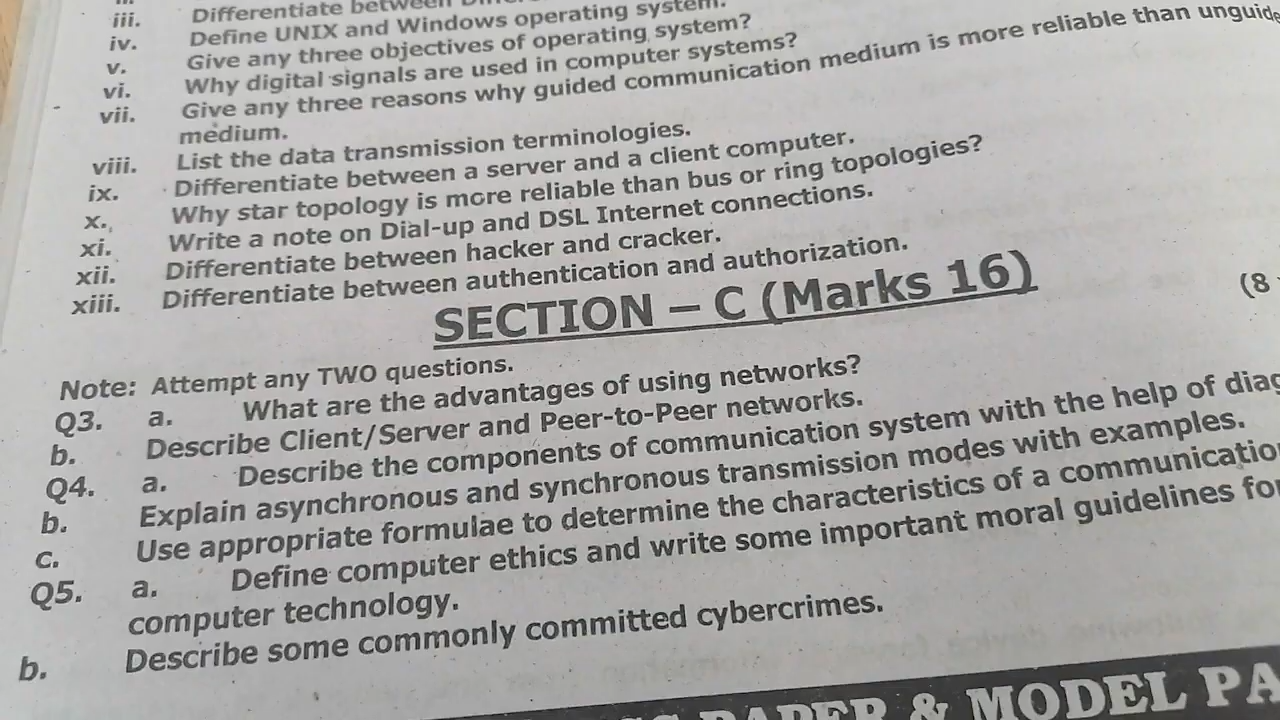 iii. Differentiate between
iv. Define UNIX and Windows operating system.
v. Give any three objectives of operating system?
vi. Why digital signals are used in computer systems?
vii. Give any three reasons why guided communication medium is more reliable than
medium.
viii. List the data transmission terminologies.
ix. Differentiate between a server and a client computer.
x. Why star topology is more reliable than bus or ring topologies?
xi. Write a note on Dial-up and DSL Internet connections.
xii. Differentiate between hacker and cracker.
xiii. Differentiate between authentication and authorization.
SECTION – C (Marks 16)
(8
Note: Attempt any TWO questions.
Q3. a. What are the advantages of using networks?
b. Describe Client/Server and Peer-to-Peer networks.
Q4. a. Describe the components of communication system with the help of
b. Explain asynchronous and synchronous transmission modes with examples.
c. Use appropriate formulae to determine the characteristics of a
Q5. a. Define computer ethics and write some important moral guidelines
computer technology.
b. Describe some commonly committed cybercrimes.
PAPER & MODEL